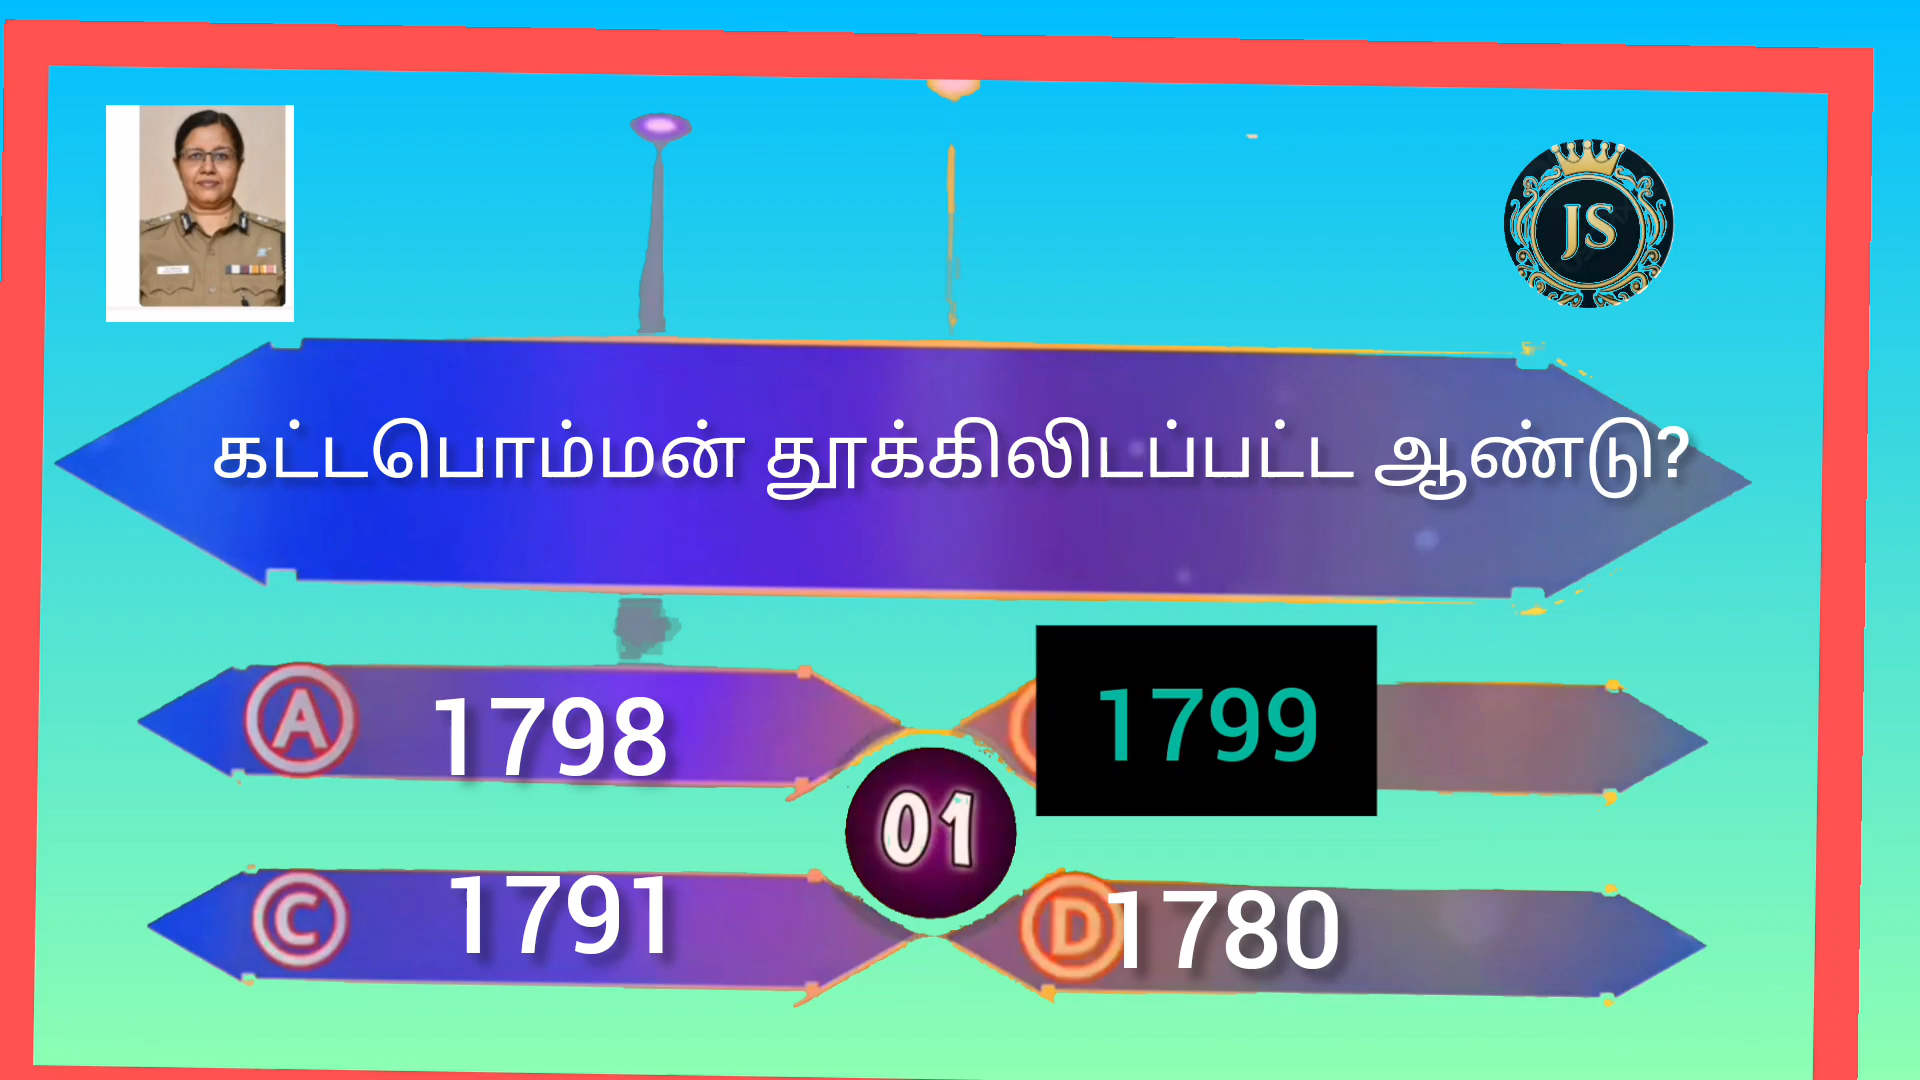 JS
கட்டபொம்மன் தூக்கிலிடப்பட்ட ஆண்டு?
A 1798
1799
01
C 1791
D 1780